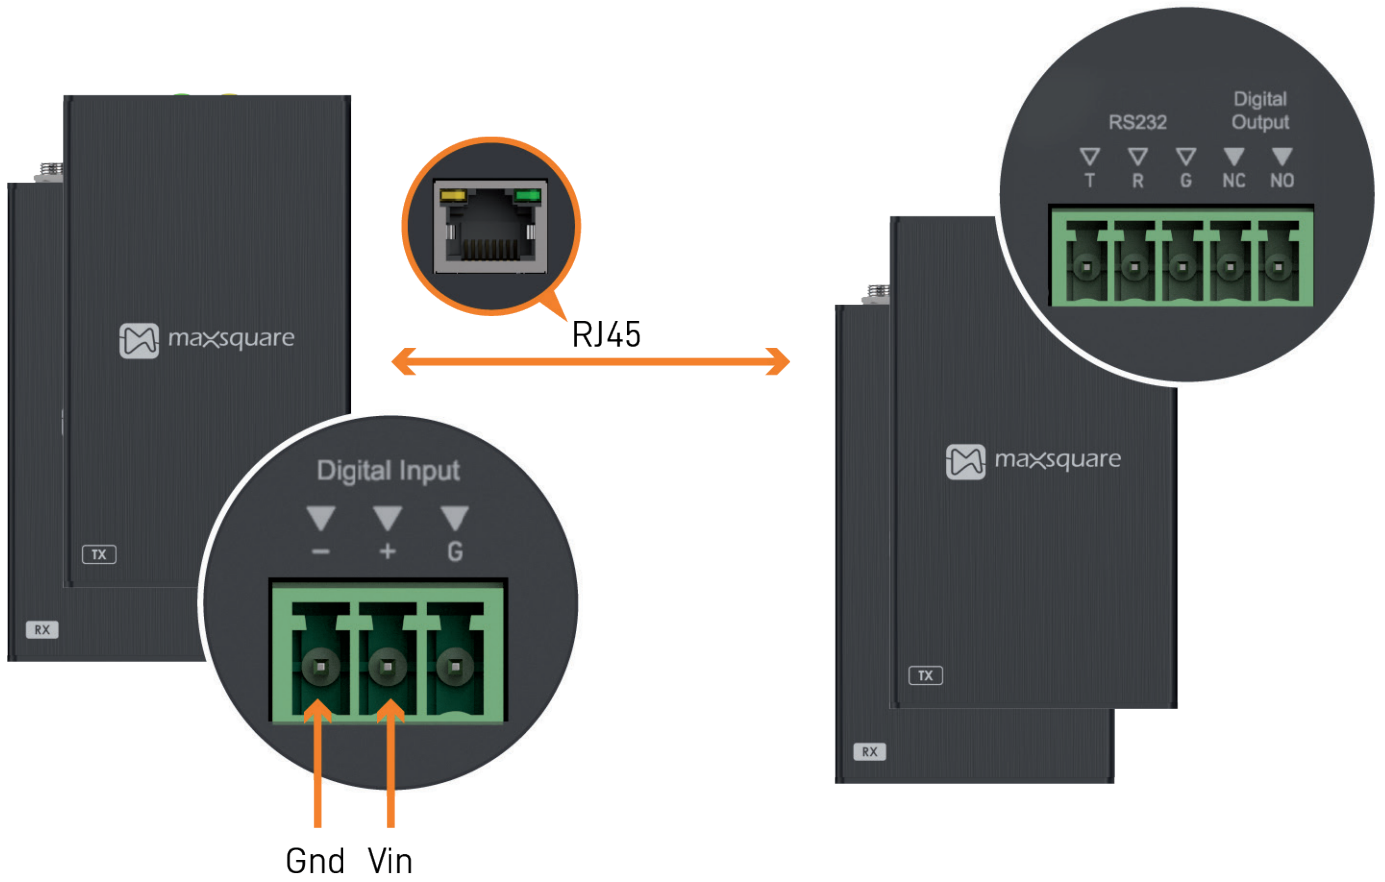 maxsquare
TX
RX
Digital Input
- + G
Gnd Vin
RJ45
RS232
Digital
Output
T R G NC NO
maxsquare
TX
RX